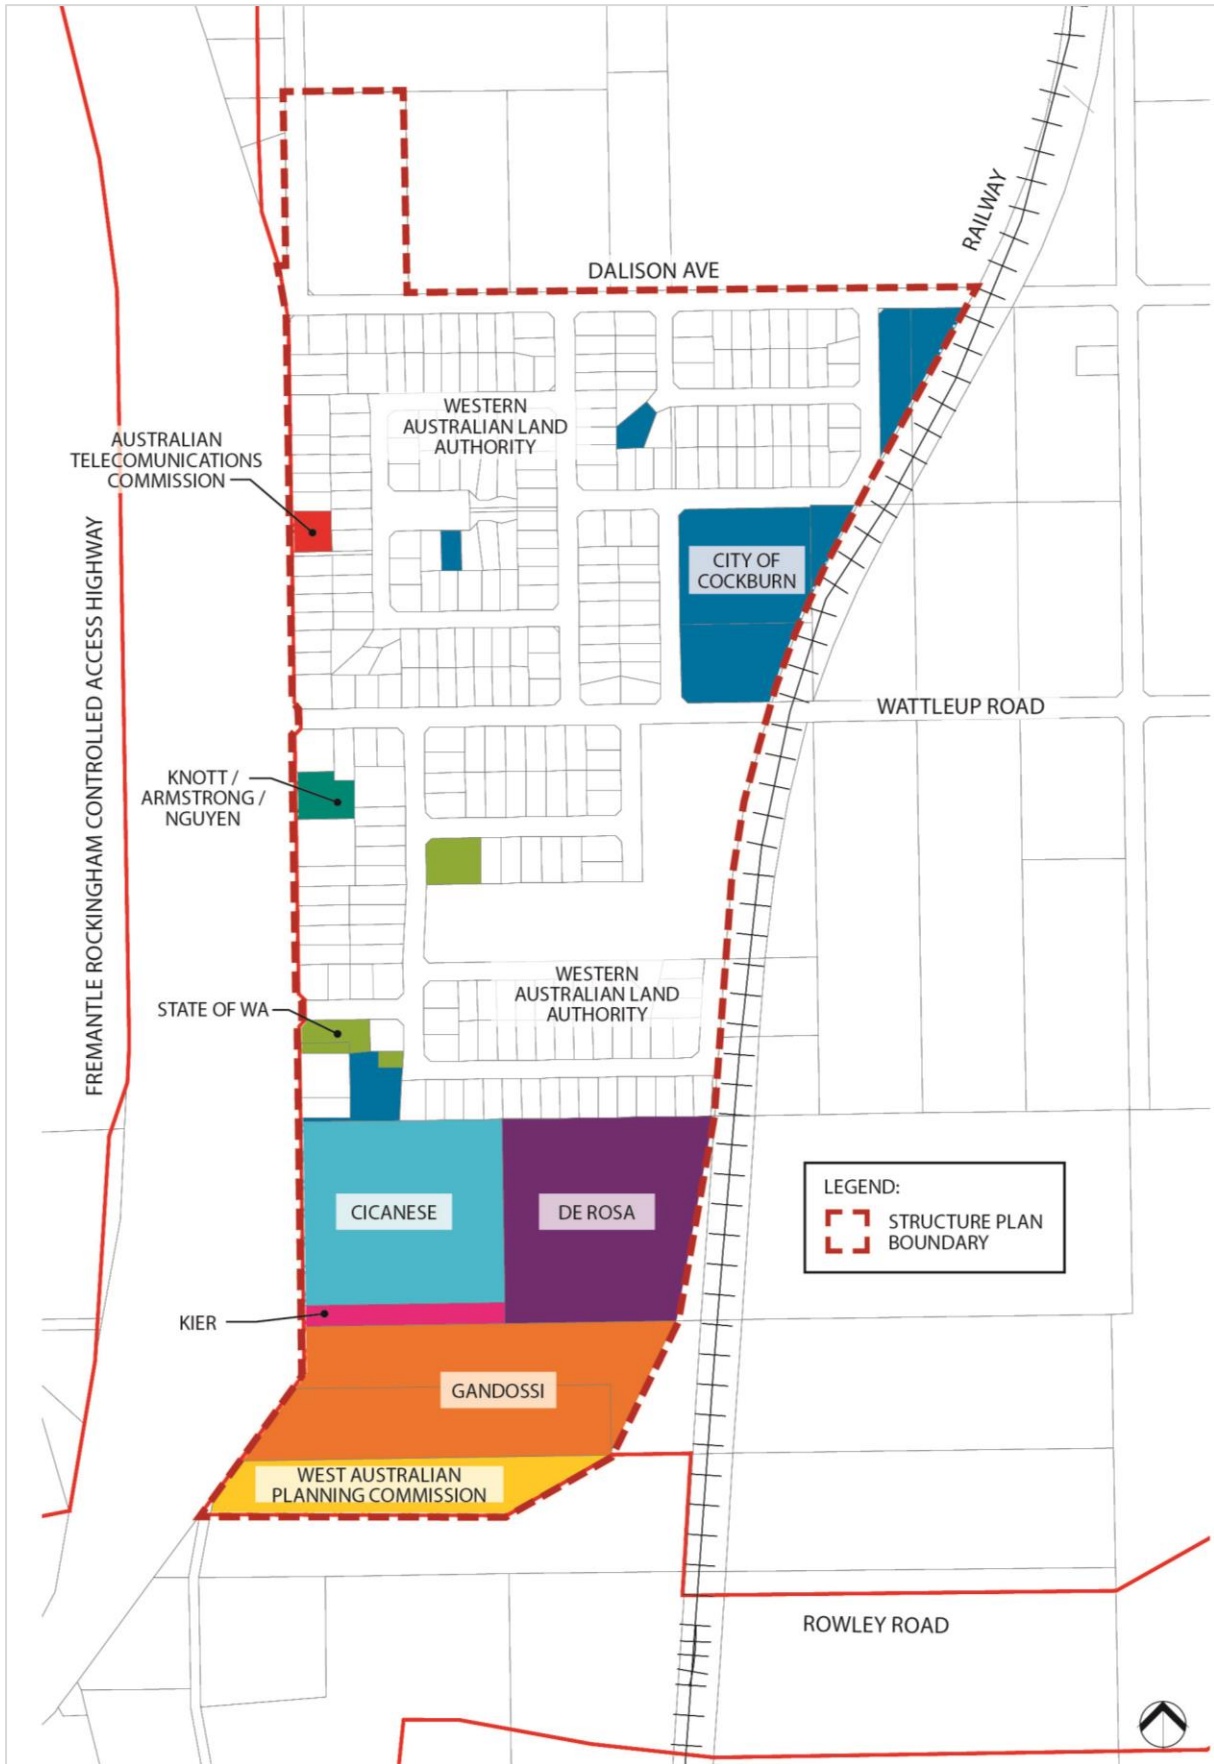 RAILWAY
DALISON AVE
WESTERN
AUSTRALIAN LAND
AUTHORITY
AUSTRALIAN
TELECOMUNICATIONS
COMMISSION
FREMANTLE ROCKINGHAM CONTROLLED ACCESS HIGHWAY
CITY OF
COCKBURN
WATTLEUP ROAD
KNOTT /
ARMSTRONG /
NGUYEN
WESTERN
AUSTRALIAN LAND
AUTHORITY
STATE OF WA
CICANESE
DE ROSA
LEGEND:
STRUCTURE PLAN
BOUNDARY
KIER
GANDOSSI
WEST AUSTRALIAN
PLANNING COMMISSION
ROWLEY ROAD